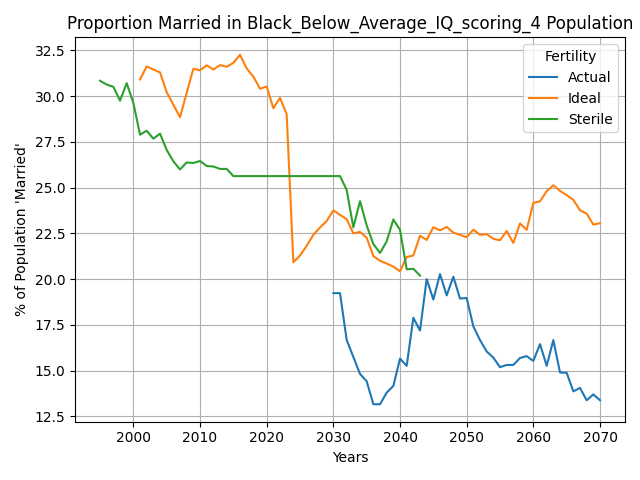 Proportion Married in Black_Below_Average_IQ_scoring_4 Population
32.5
30.0
27.5
25.0
22.5
20.0
17.5
15.0
12.5
% of Population 'Married'
Fertility
Actual
Ideal
Sterile
2000 2010 2020 2030 2040 2050 2060 2070
Years